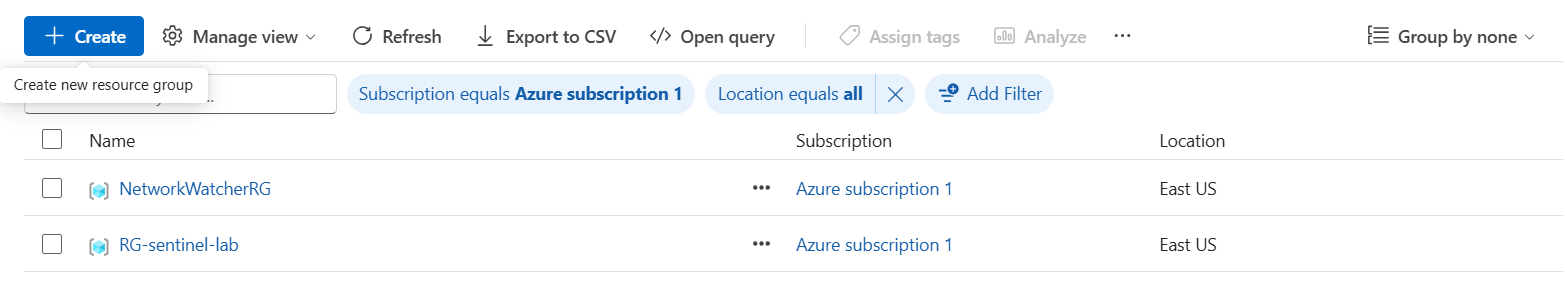 Create Manage view Refresh Export to CSV Open query Assign tags Analyze ... Group by none
Create new resource group
Subscription equals Azure subscription 1 Location equals all Add Filter
Name Subscription Location
NetworkWatcherRG ... Azure subscription 1 East US
RG-sentinel-lab ... Azure subscription 1 East US